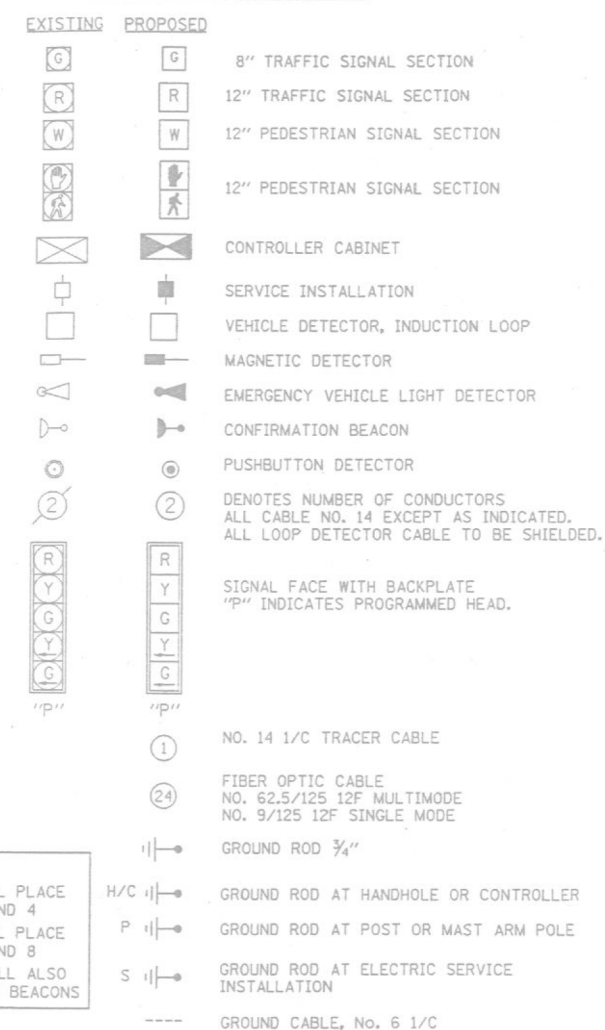 EXISTING PROPOSED
G G 8" TRAFFIC SIGNAL SECTION
R R 12" TRAFFIC SIGNAL SECTION
W W 12" PEDESTRIAN SIGNAL SECTION
12" PEDESTRIAN SIGNAL SECTION
CONTROLLER CABINET
SERVICE INSTALLATION
VEHICLE DETECTOR, INDUCTION LOOP
MAGNETIC DETECTOR
EMERGENCY VEHICLE LIGHT DETECTOR
CONFIRMATION BEACON
PUSHBUTTON DETECTOR
2 2 DENOTES NUMBER OF CONDUCTORS
ALL CABLE NO. 14 EXCEPT AS INDICATED.
ALL LOOP DETECTOR CABLE TO BE SHIELDED.
R R
Y Y SIGNAL FACE WITH BACKPLATE
"P" INDICATES PROGRAMMED HEAD.
G G
Y Y
G G
"P" "P"
1 NO. 14 1/C TRACER CABLE
24 FIBER OPTIC CABLE
NO. 62.5/125 12F MULTIMODE
NO. 9/125 12F SINGLE MODE
GROUND ROD 3/4"
L PLACE
ND 4
L PLACE
ND 8
LL ALSO
BEACONS
H/C GROUND ROD AT HANDHOLE OR CONTROLLER
P GROUND ROD AT POST OR MAST ARM POLE
S GROUND ROD AT ELECTRIC SERVICE
INSTALLATION
GROUND CABLE, No. 6 1/C